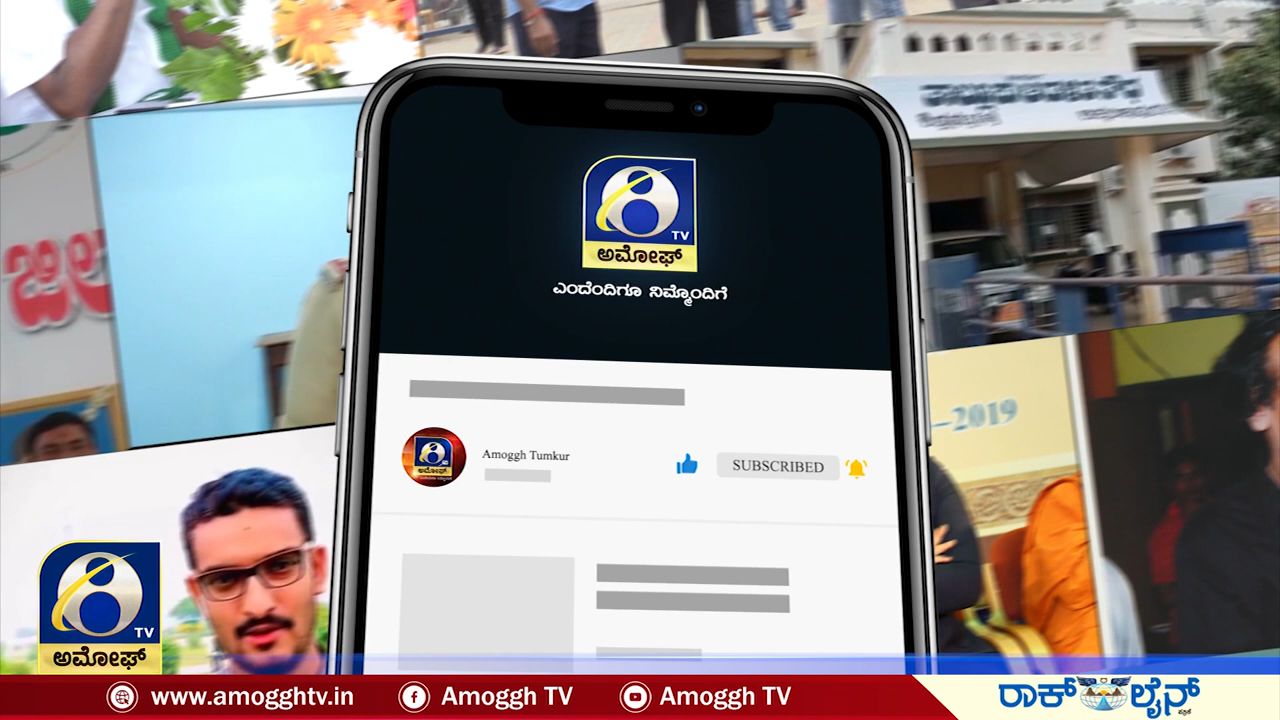 TV
ಅಮೋಘ್
ಎಂದೆಂದಿಗೂ ನಿಮ್ಮೊಂದಿಗೆ
–2019
Amoggh Tumkur
SUBSCRIBED
TV
ಅಮೋಘ್
www.amogghtv.in
Amoggh TV
Amoggh TV
ರಾಕ್ ಲೈನ್